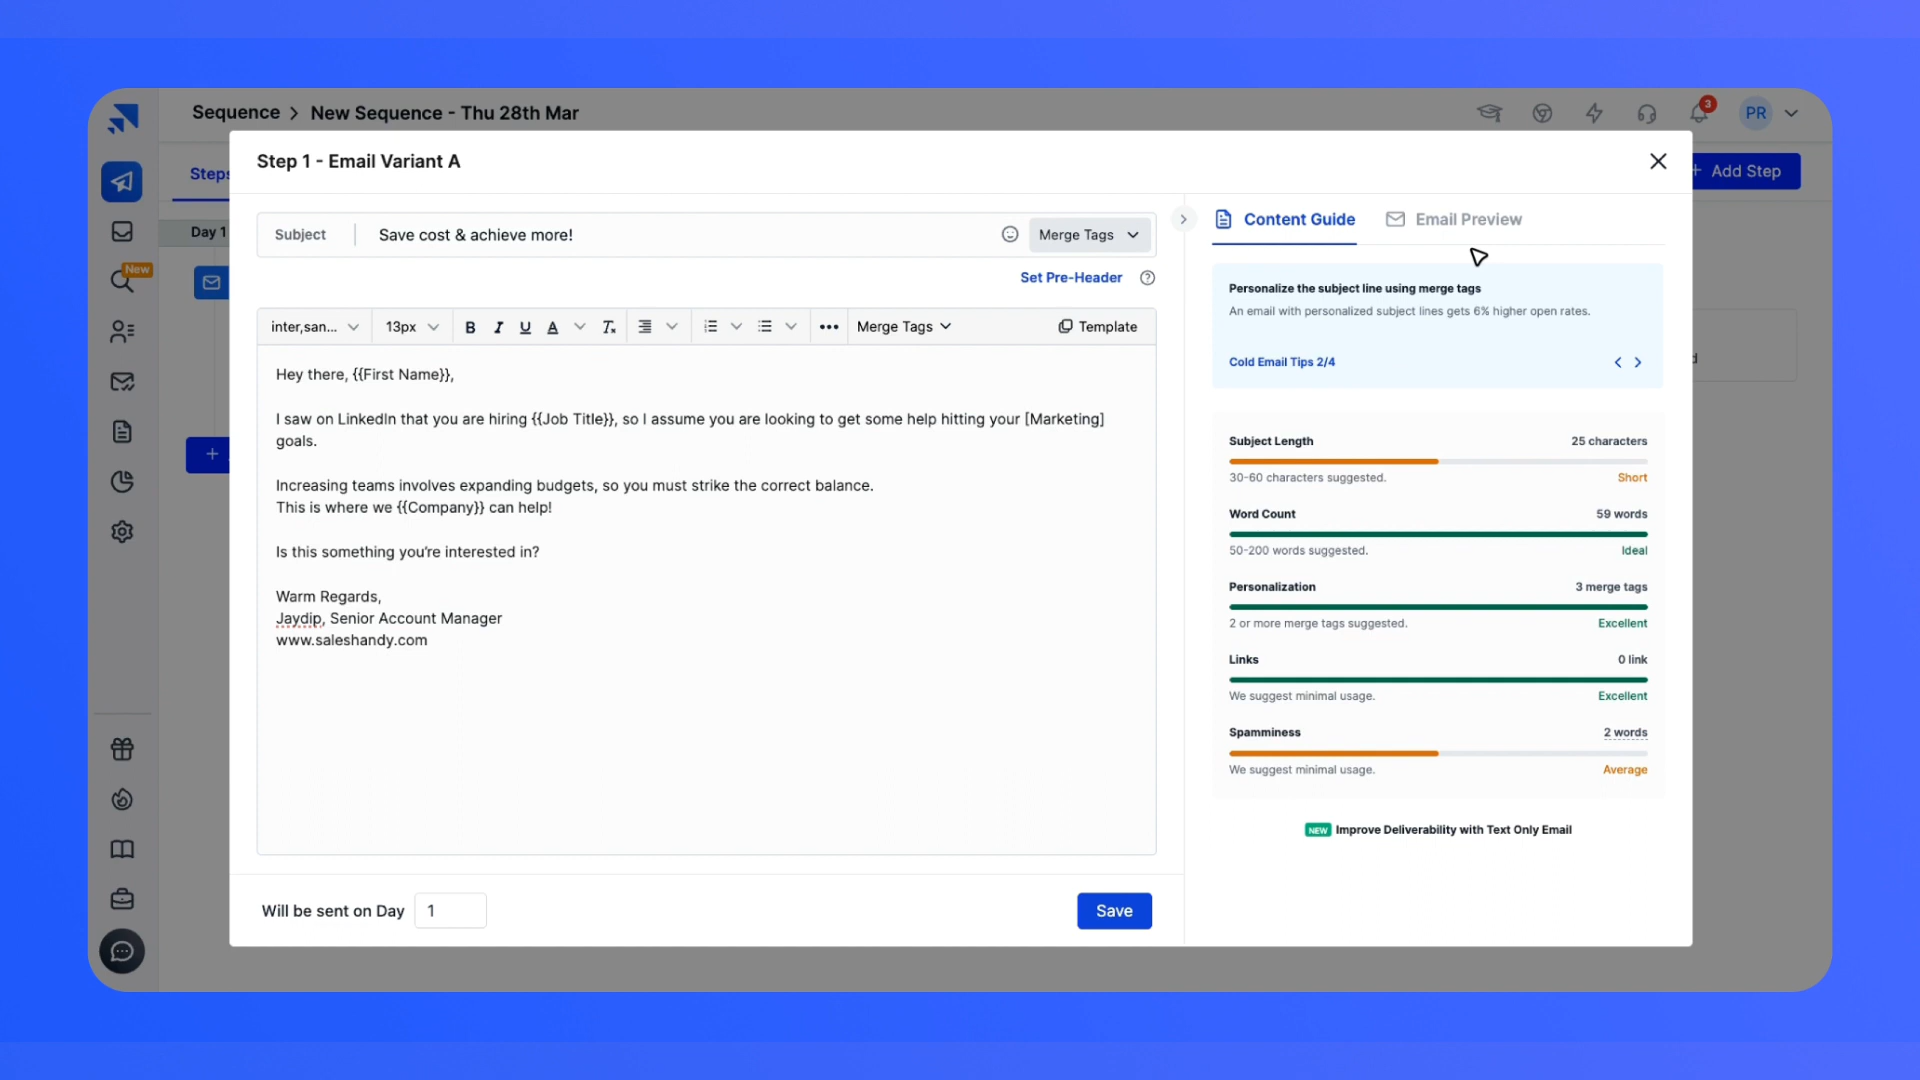 Sequence > New Sequence - Thu 28th Mar
3
PR
Steps
+ Add Step
Day 1
New
Step 1 - Email Variant A
Subject
Save cost & achieve more!
Merge Tags
Set Pre-Header
inter,san...
13px
B I U A
Merge Tags
Template
Hey there, {{First Name}},
I saw on LinkedIn that you are hiring {{Job Title}}, so I assume you are looking to get some help hitting your [Marketing]
goals.
Increasing teams involves expanding budgets, so you must strike the correct balance.
This is where we {{Company}} can help!
Is this something you're interested in?
Warm Regards,
Jaydip, Senior Account Manager
www.saleshandy.com
Will be sent on Day 1
Save
Content Guide
Email Preview
Personalize the subject line using merge tags
An email with personalized subject lines gets 6% higher open rates.
Cold Email Tips 2/4
Subject Length 25 characters
30-60 characters suggested. Short
Word Count 59 words
50-200 words suggested. Ideal
Personalization 3 merge tags
2 or more merge tags suggested. Excellent
Links 0 link
We suggest minimal usage. Excellent
Spamminess 2 words
We suggest minimal usage. Average
NEW Improve Deliverability with Text Only Email